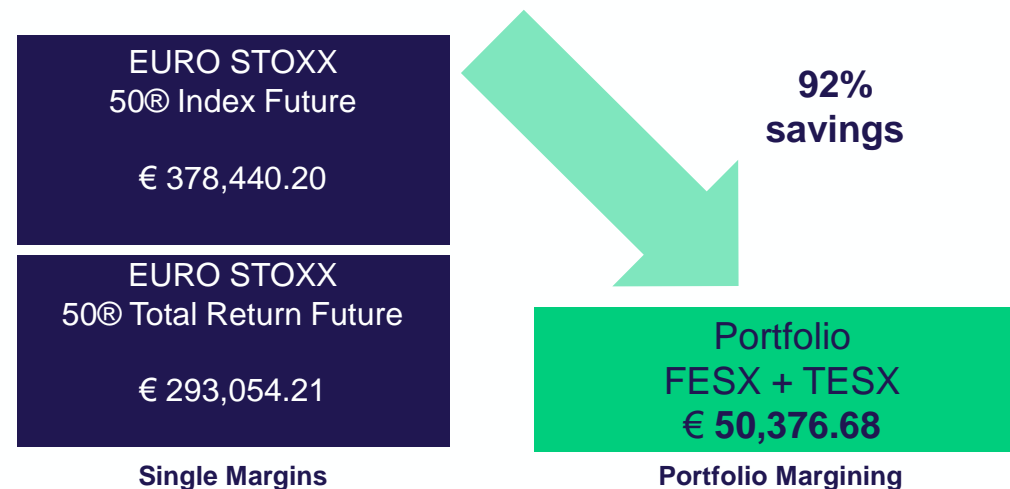 EURO STOXX
50® Index Future
€ 378,440.20
EURO STOXX
50® Total Return Future
€ 293,054.21
Single Margins
92%
savings
Portfolio
FESX + TESX
€ 50,376.68
Portfolio Margining